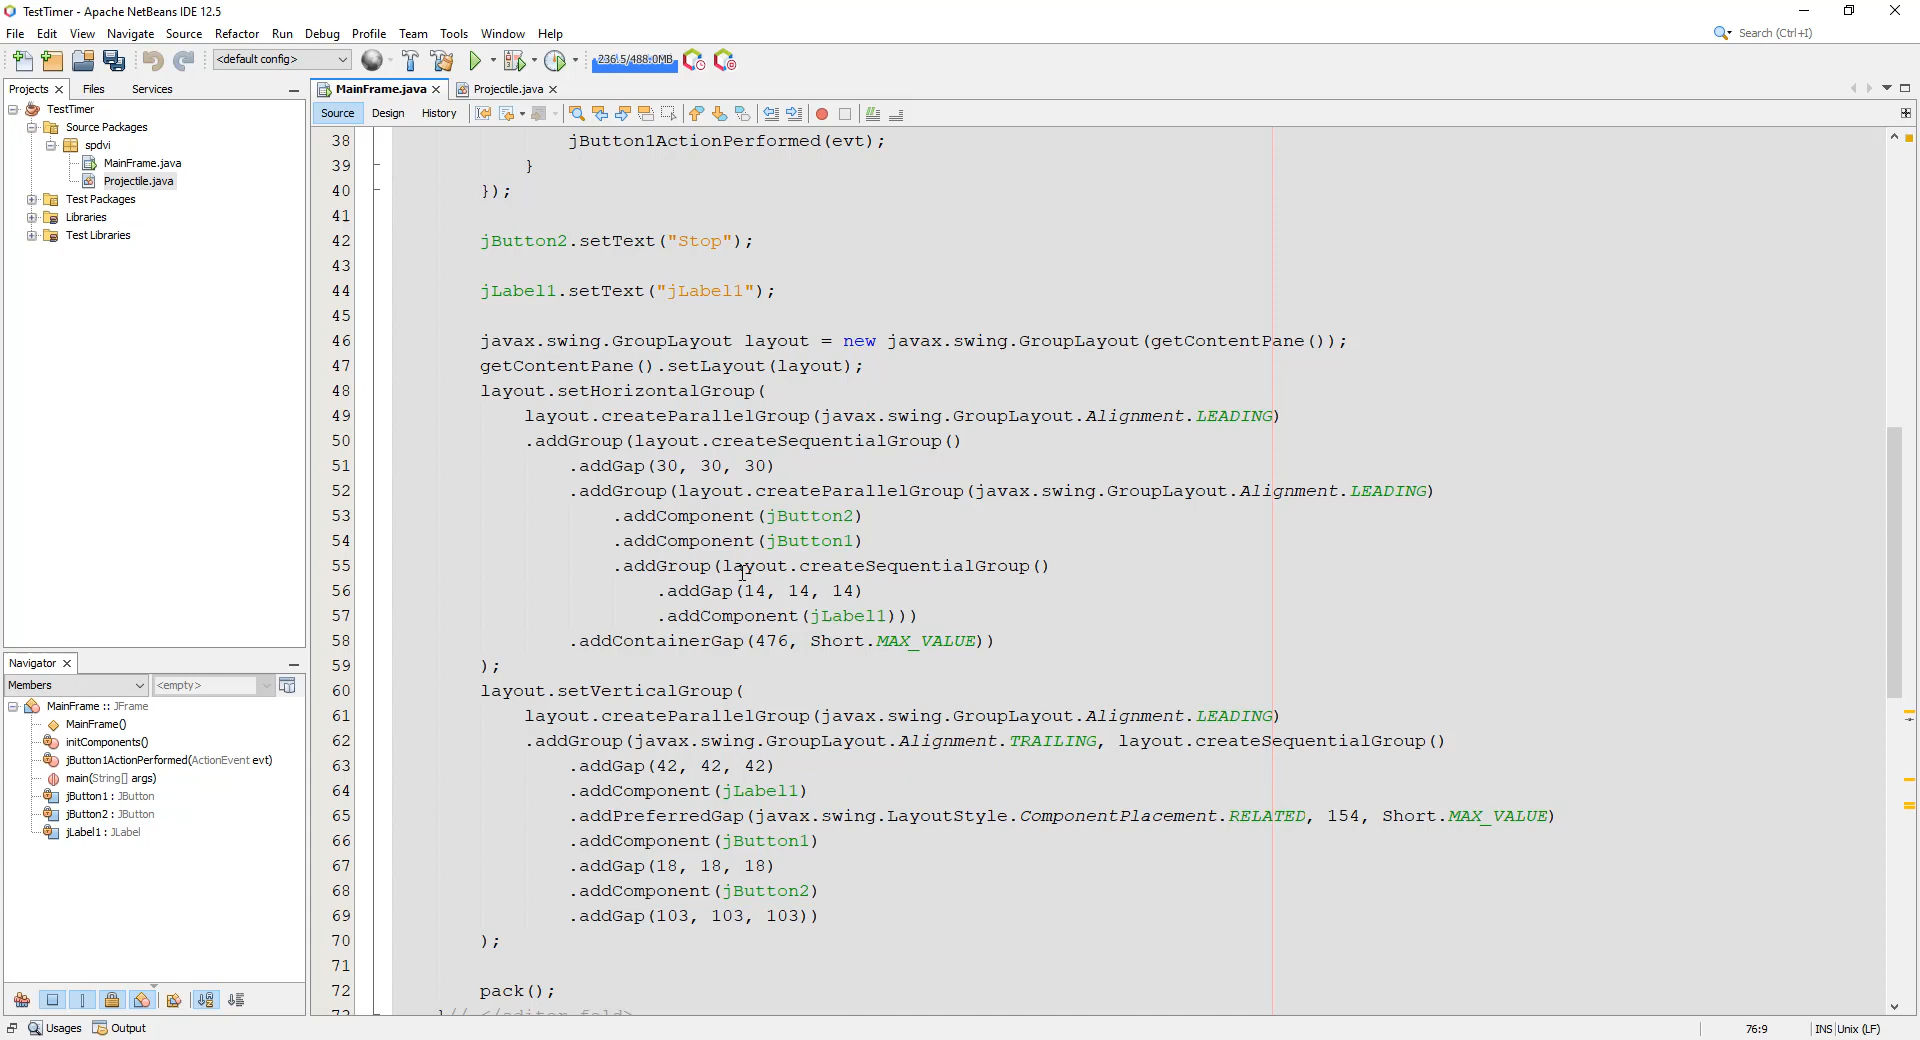 TestTimer - Apache NetBeans IDE 12.5
File Edit View Navigate Source Refactor Run Debug Profile Team Tools Window Help
Search (Ctrl+I)
<default config>
236.5/488.0MB
Projects Files Services
MainFrame.java Projectile.java
Source Design History
TestTimer
Source Packages
spdvi
MainFrame.java
Projectile.java
Test Packages
Libraries
Test Libraries
38 jButton1ActionPerformed(evt);
39 }
40 });
41
42 jButton2.setText("Stop");
43
44 jLabel1.setText("jLabel1");
45
46 javax.swing.GroupLayout layout = new javax.swing.GroupLayout(getContentPane());
47 getContentPane().setLayout(layout);
48 layout.setHorizontalGroup(
49 layout.createParallelGroup(javax.swing.GroupLayout.Alignment.LEADING)
50 .addGroup(layout.createSequentialGroup()
51 .addGap(30, 30, 30)
52 .addGroup(layout.createParallelGroup(javax.swing.GroupLayout.Alignment.LEADING)
53 .addComponent(jButton2)
54 .addComponent(jButton1)
55 .addGroup(layout.createSequentialGroup()
56 .addGap(14, 14, 14)
57 .addComponent(jLabel1)))
58 .addContainerGap(476, Short.MAX_VALUE))
59 );
60 layout.setVerticalGroup(
61 layout.createParallelGroup(javax.swing.GroupLayout.Alignment.LEADING)
62 .addGroup(javax.swing.GroupLayout.Alignment.TRAILING, layout.createSequentialGroup()
63 .addGap(42, 42, 42)
64 .addComponent(jLabel1)
65 .addPreferredGap(javax.swing.LayoutStyle.ComponentPlacement.RELATED, 154, Short.MAX_VALUE)
66 .addComponent(jButton1)
67 .addGap(18, 18, 18)
68 .addComponent(jButton2)
69 .addGap(103, 103, 103))
70 );
71
72 pack();
73 }// </editor-fold>
Navigator
Members <empty>
MainFrame :: JFrame
MainFrame()
initComponents()
jButton1ActionPerformed(ActionEvent evt)
main(String[] args)
jButton1 : JButton
jButton2 : JButton
jLabel1 : JLabel
Usages Output
76:9 INS Unix (LF)